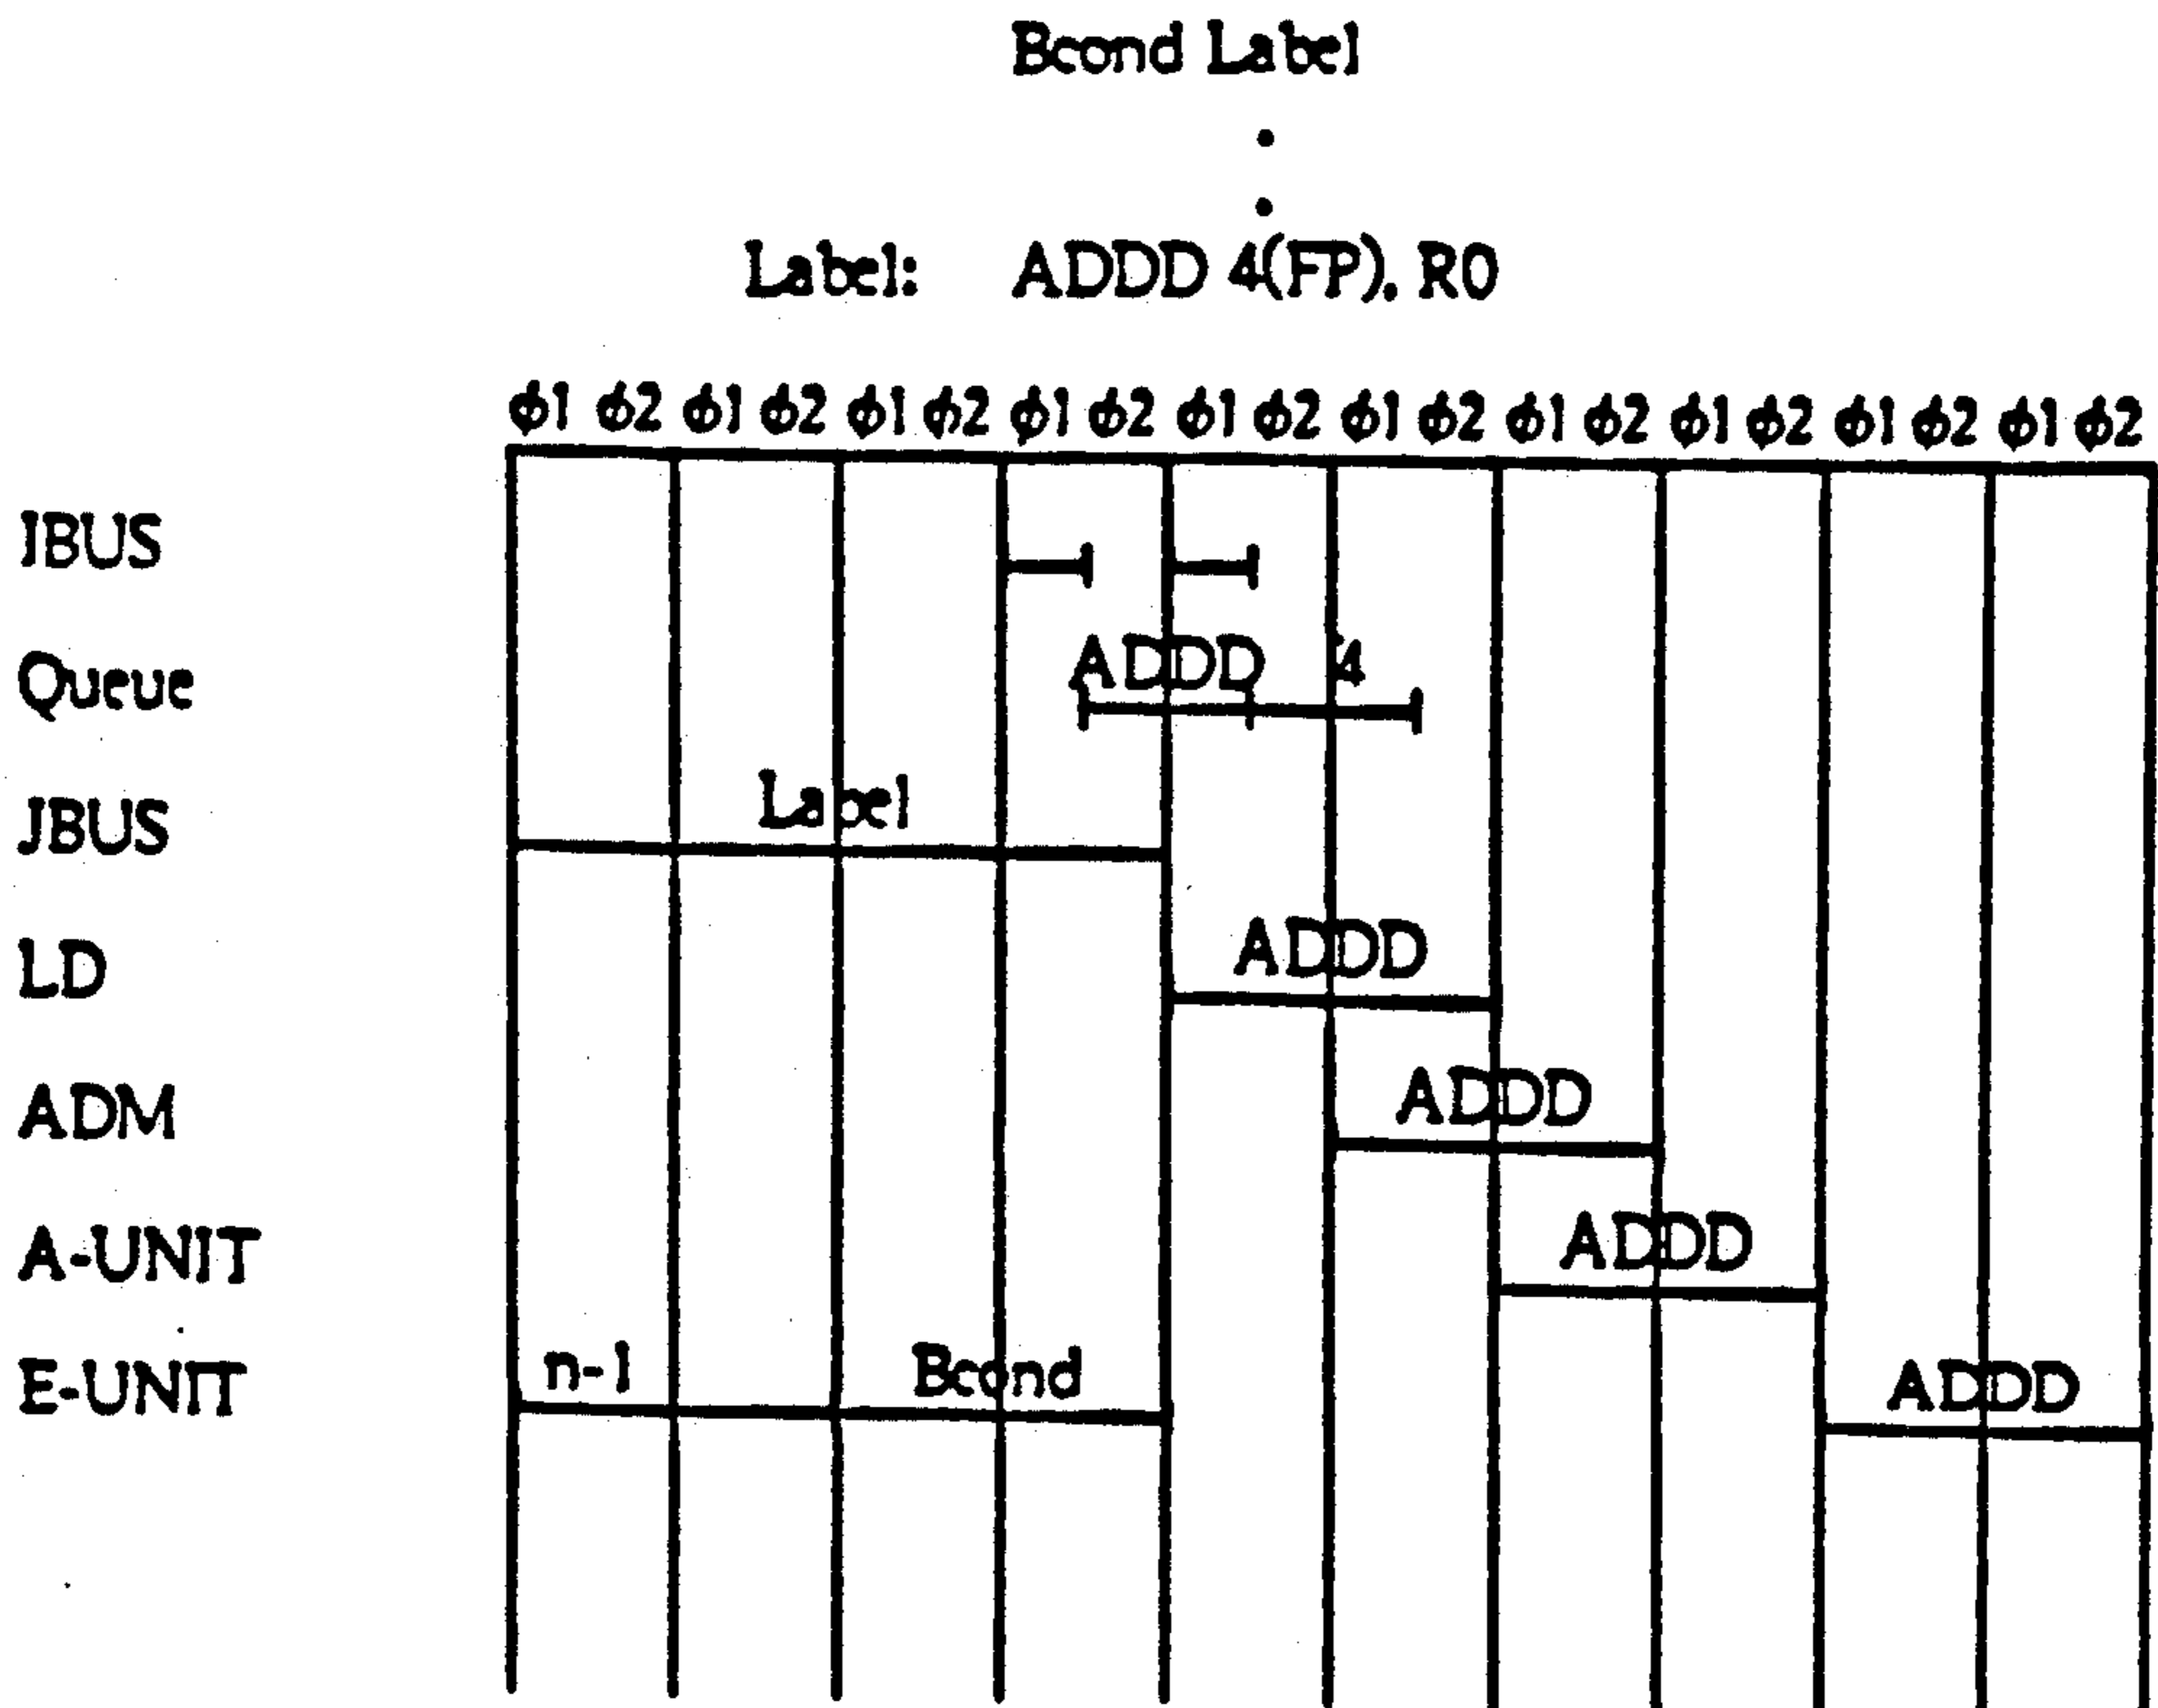 Bcond Label
Label: ADDD 4(FP), R0
ϕ1 ϕ2 ϕ1 ϕ2 ϕ1 ϕ2 ϕ1 ϕ2 ϕ1 ϕ2 ϕ1 ϕ2 ϕ1 ϕ2 ϕ1 ϕ2 ϕ1 ϕ2 ϕ1 ϕ2
IBUS
Queue ADDD 4
JBUS Label
LD ADDD
ADM ADDD
A-UNIT ADDD
E-UNIT n-1 Bcond ADDD